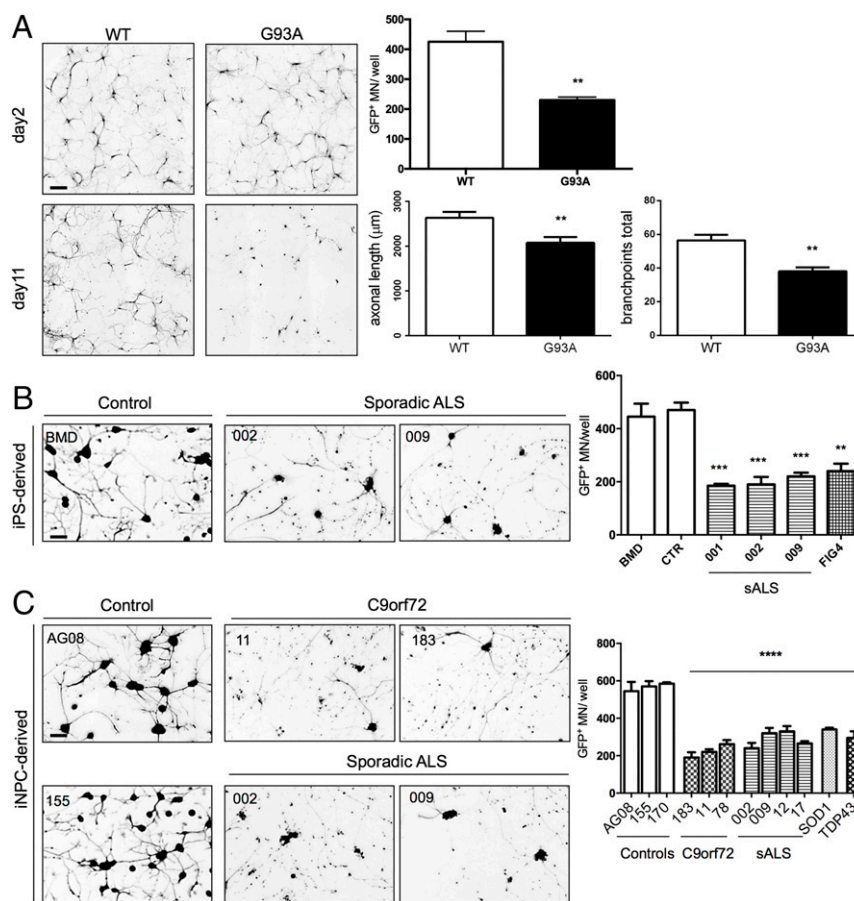 A
WT
G93A
day2
day11
GFP+ MN/ well
500
400
300
200
100
0
**
WT
G93A
axonal length (μm)
3000
2000
1000
0
**
WT
G93A
branchpoints total
80
60
40
20
0
**
WT
G93A
B
Control
Sporadic ALS
iPS-derived
BMD
002
009
GFP+ MN/well
600
400
200
0
***
***
***
**
BMD
CTR
001
002
009
FIG4
sALS
C
Control
C9orf72
iNPC-derived
AG08
11
183
Sporadic ALS
155
002
009
GFP+ MN/ well
800
600
400
200
0
****
AG08
155
170
183
11
78
002
009
12
17
SOD1
TDP43
Controls
C9orf72
sALS